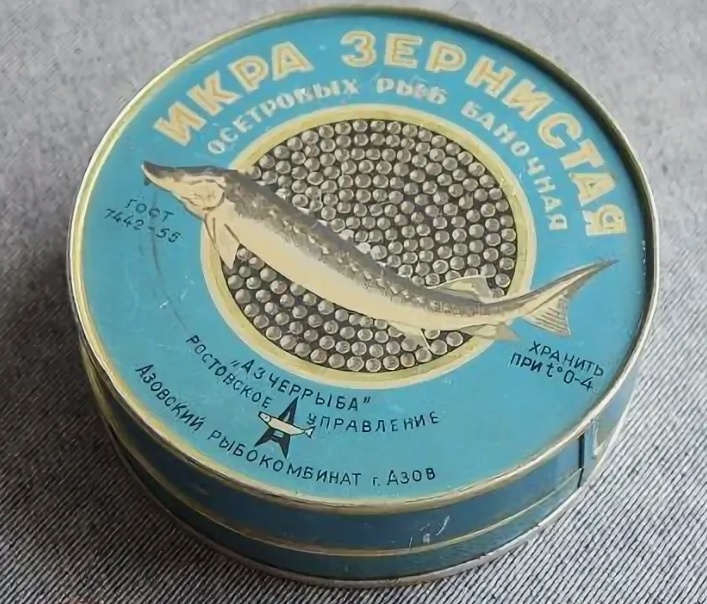 ИКРА ЗЕРНИСТАЯ
ОСЕТРОВЫХ РЫБ БАНОЧНАЯ
ГОСТ
7442-55
ХРАНИТЬ
ПРИ t°0-4
„АЗЧЕРРЫБА"
РОСТОВСКОЕ УПРАВЛЕНИЕ
АЗОВСКИЙ РЫБОКОМБИНАТ г. АЗОВ